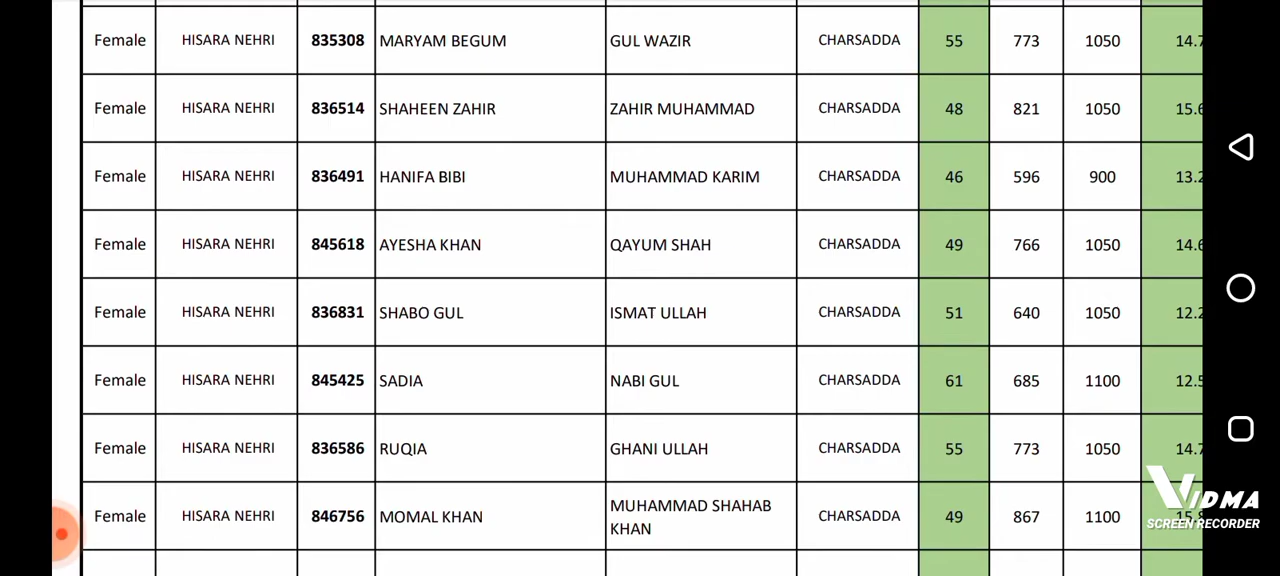 Female HISARA NEHRI 835308 MARYAM BEGUM GUL WAZIR CHARSADDA 55 773 1050 14.7
Female HISARA NEHRI 836514 SHAHEEN ZAHIR ZAHIR MUHAMMAD CHARSADDA 48 821 1050 15.6
Female HISARA NEHRI 836491 HANIFA BIBI MUHAMMAD KARIM CHARSADDA 46 596 900 13.2
Female HISARA NEHRI 845618 AYESHA KHAN QAYUM SHAH CHARSADDA 49 766 1050 14.6
Female HISARA NEHRI 836831 SHABO GUL ISMAT ULLAH CHARSADDA 51 640 1050 12.2
Female HISARA NEHRI 845425 SADIA NABI GUL CHARSADDA 61 685 1100 12.5
Female HISARA NEHRI 836586 RUQIA GHANI ULLAH CHARSADDA 55 773 1050 14.7
Female HISARA NEHRI 846756 MOMAL KHAN MUHAMMAD SHAHAB KHAN CHARSADDA 49 867 1100
VIDMA
SCREEN RECORDER